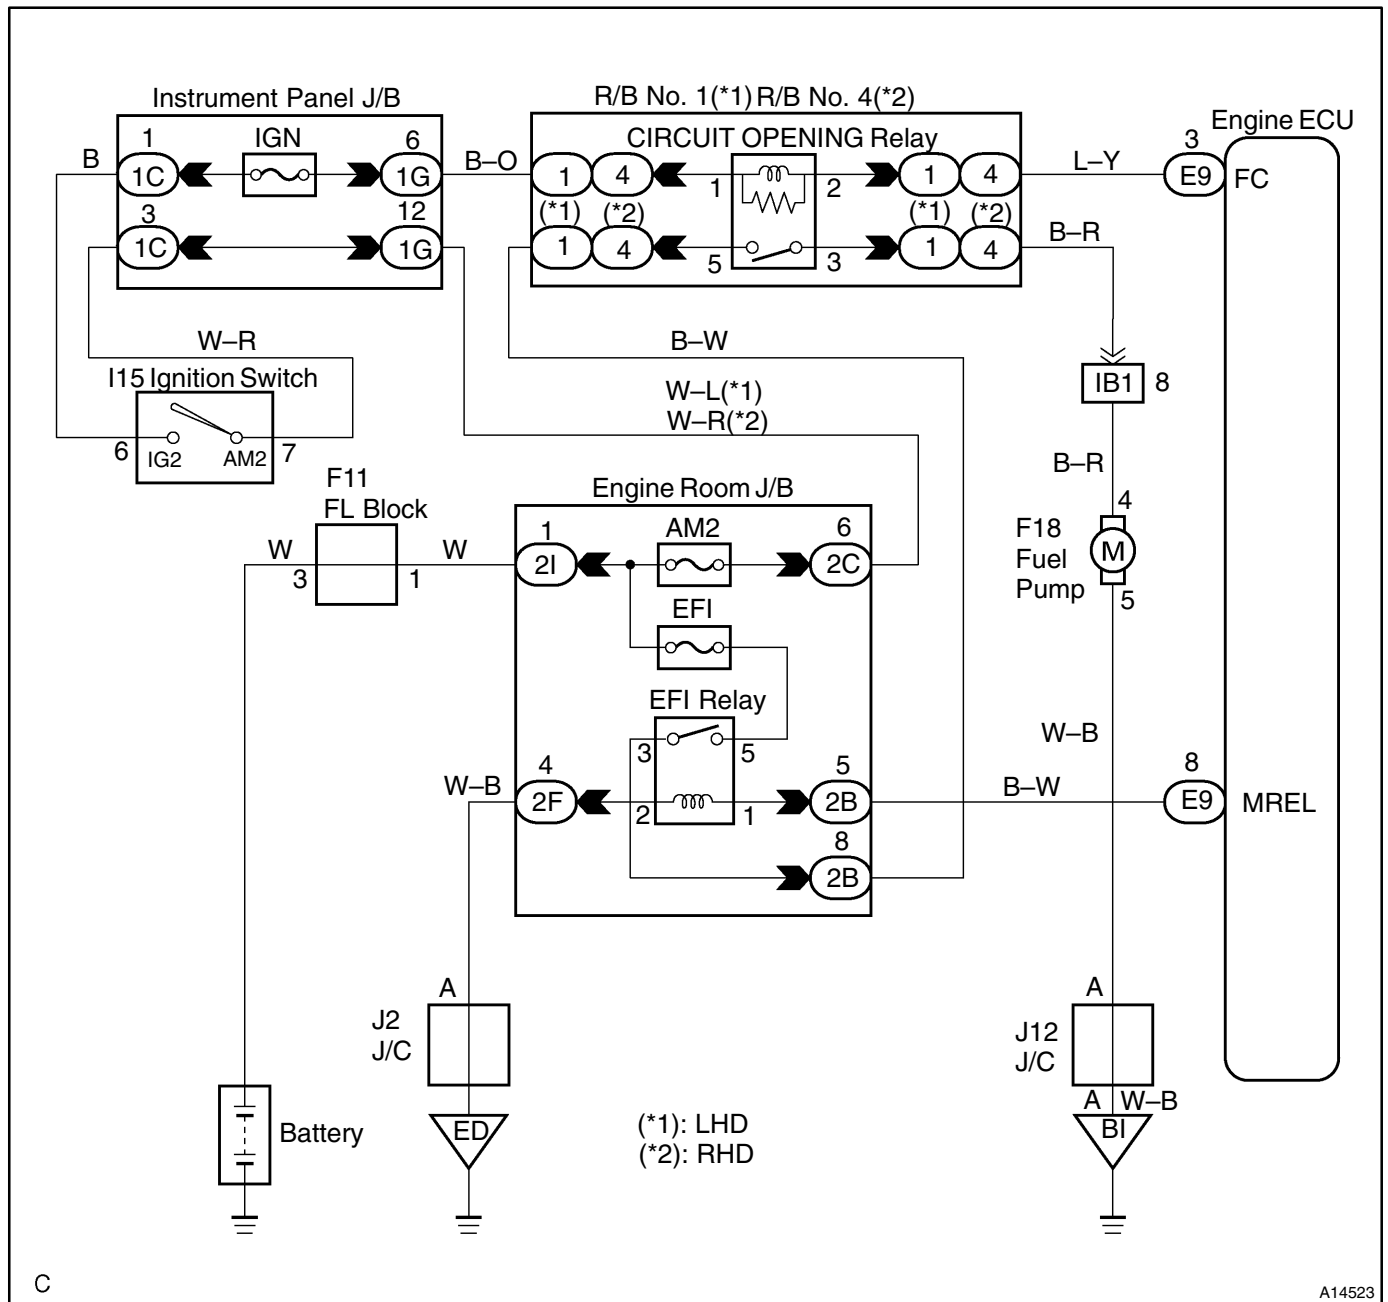 Instrument Panel J/B
R/B No. 1(*1) R/B No. 4(*2)
Engine ECU
1
IGN
6
CIRCUIT OPENING Relay
3
B
1C
1G
B–O
1
4
1
2
1
4
L–Y
E9
FC
3
12
(*1)
(*2)
(*1)
(*2)
1C
1G
1
4
5
3
1
4
B–R
W–R
B–W
I15 Ignition Switch
W–L(*1)
W–R(*2)
IB1
8
6
IG2
AM2
7
B–R
F11
FL Block
Engine Room J/B
4
W
3
1
W
1
2I
AM2
6
2C
F18
Fuel
Pump
M
5
EFI
EFI Relay
3
5
W–B
4
5
8
W–B
2F
2
1
2B
B–W
E9
MREL
8
2B
A
A
J2
J/C
J12
J/C
A
W–B
Battery
ED
BI
(*1): LHD
(*2): RHD
C
A14523